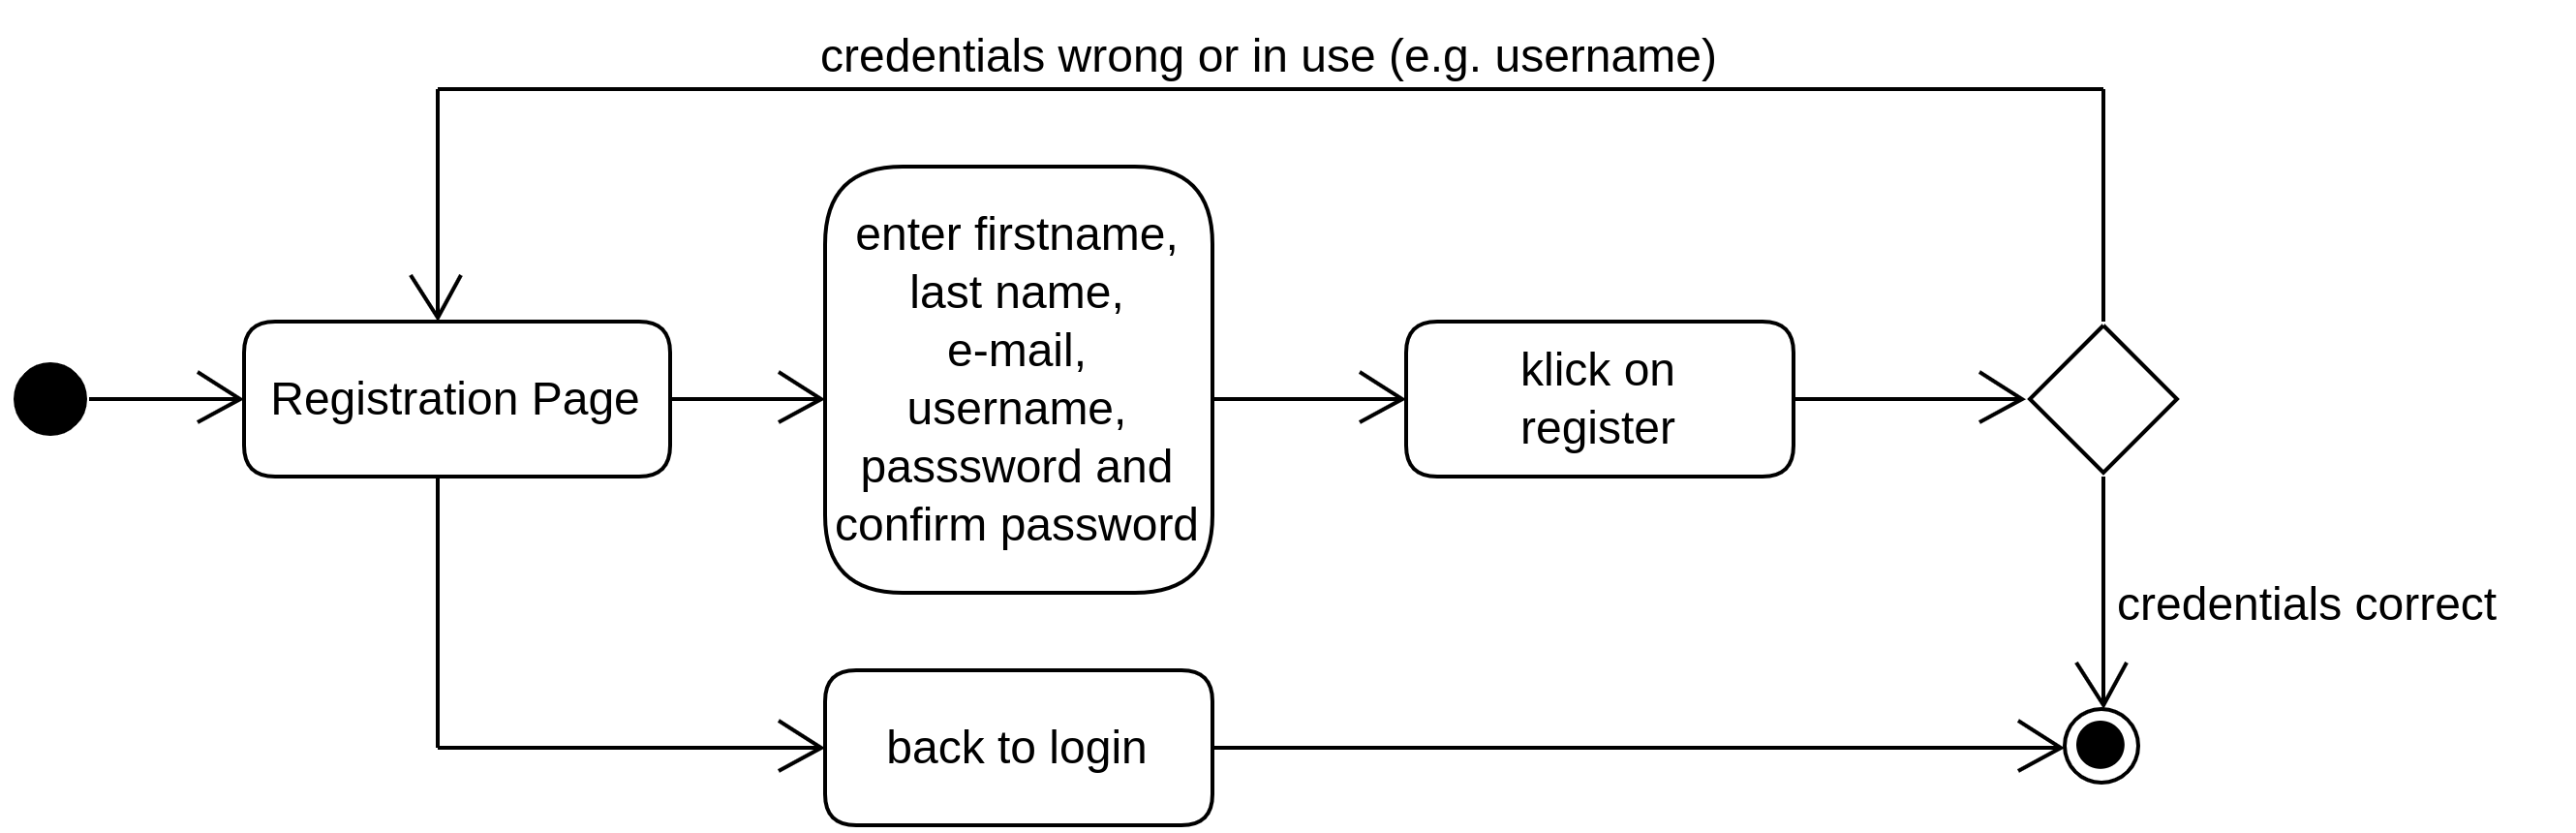 credentials wrong or in use (e.g. username)
Registration Page
enter firstname,
last name,
e-mail,
username,
passsword and
confirm password
klick on
register
credentials correct
back to login